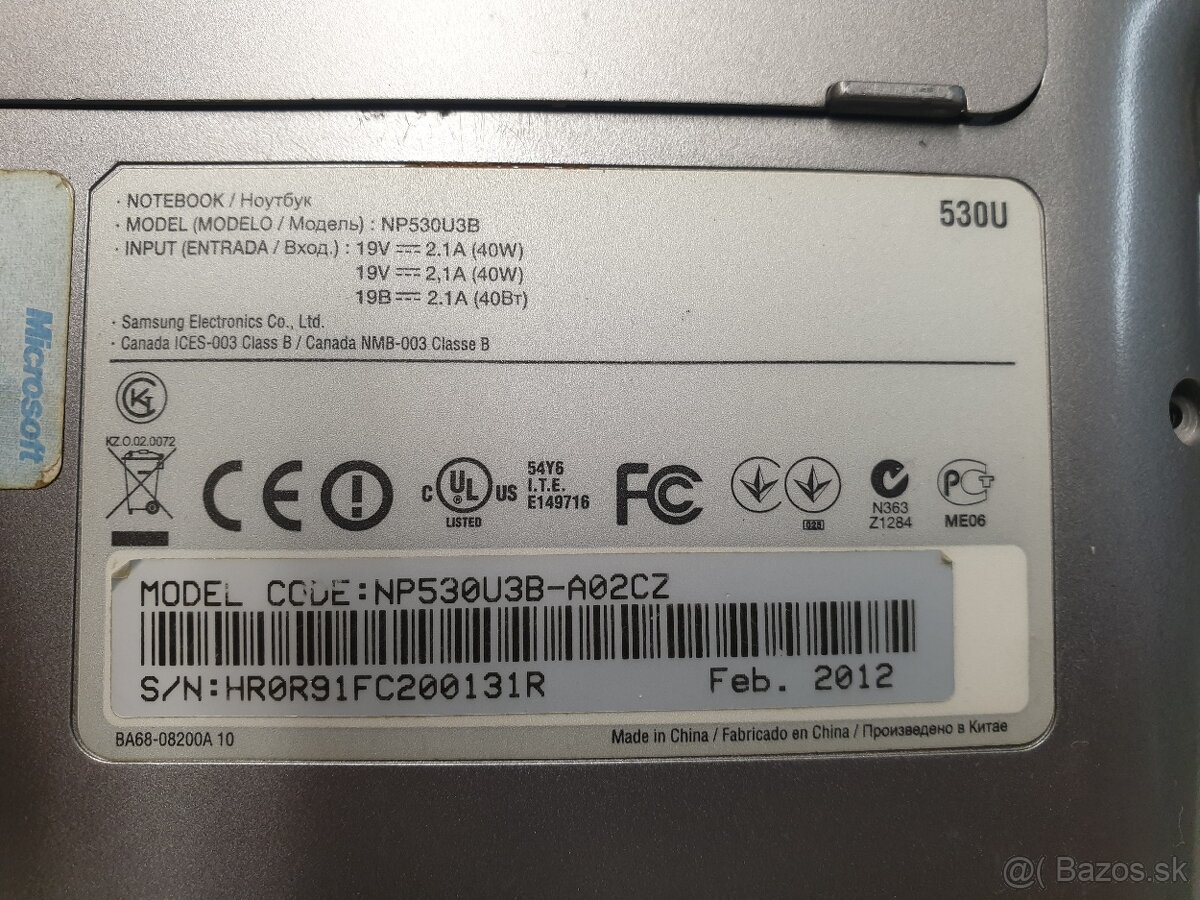 · NOTEBOOK / Ноутбук
530U
· MODEL (MODELO / Модель) : NP530U3B
· INPUT (ENTRADA / Вход.) : 19V ⎓ 2.1A (40W)
19V ⎓ 2,1A (40W)
19В ⎓ 2.1А (40Вт)
· Samsung Electronics Co., Ltd.
· Canada ICES-003 Class B / Canada NMB-003 Classe B
Microsoft
KZ.O.02.0072
CE
C UL US
LISTED
54Y6
I.T.E.
E149716
FC
028
N363
Z1284
ME06
MODEL CODE:NP530U3B-A02CZ
S/N:HR0R91FC200131R
Feb. 2012
BA68-08200A 10
Made in China / Fabricado en China / Произведено в Китае
@( Bazos.sk